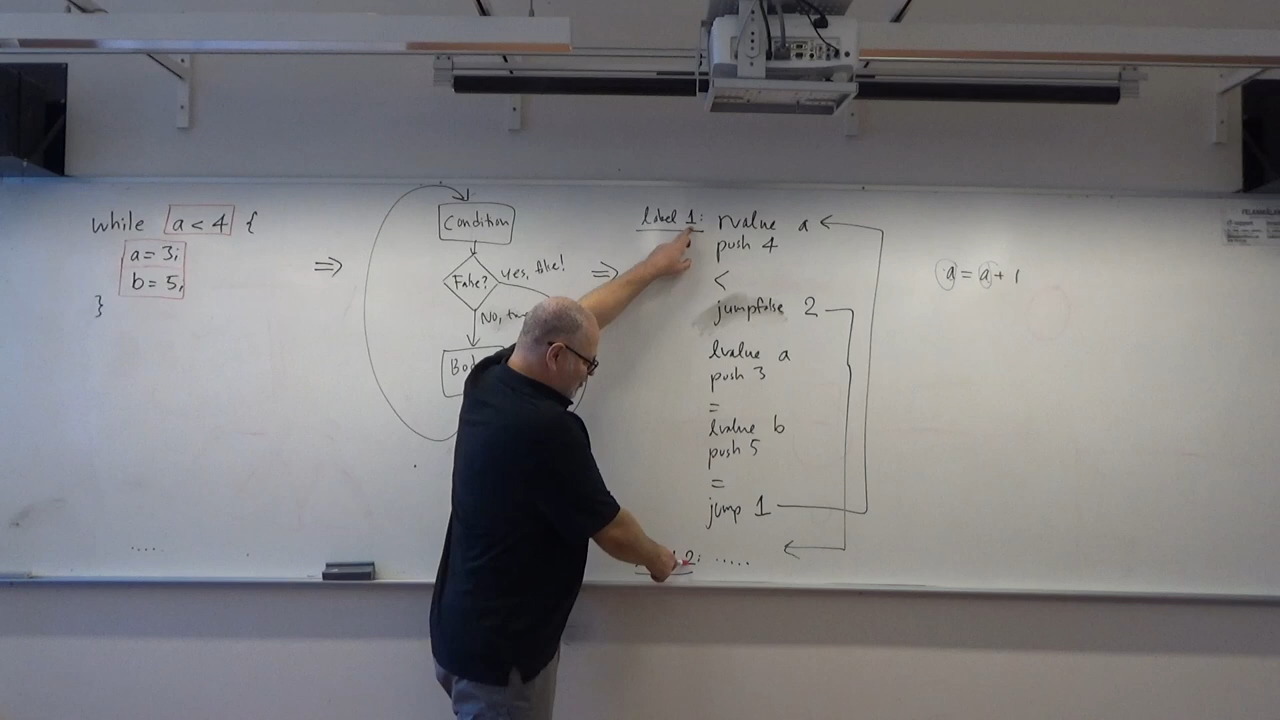 while a < 4 {
a = 3;
b = 5;
}
....
⇒
Condition
False?
yes, false!
No,
⇒
label 1: rvalue a
push 4
<
jumpfalse 2
lvalue a
push 3
=
lvalue b
push 5
=
jump 1
2: .....
a = a + 1